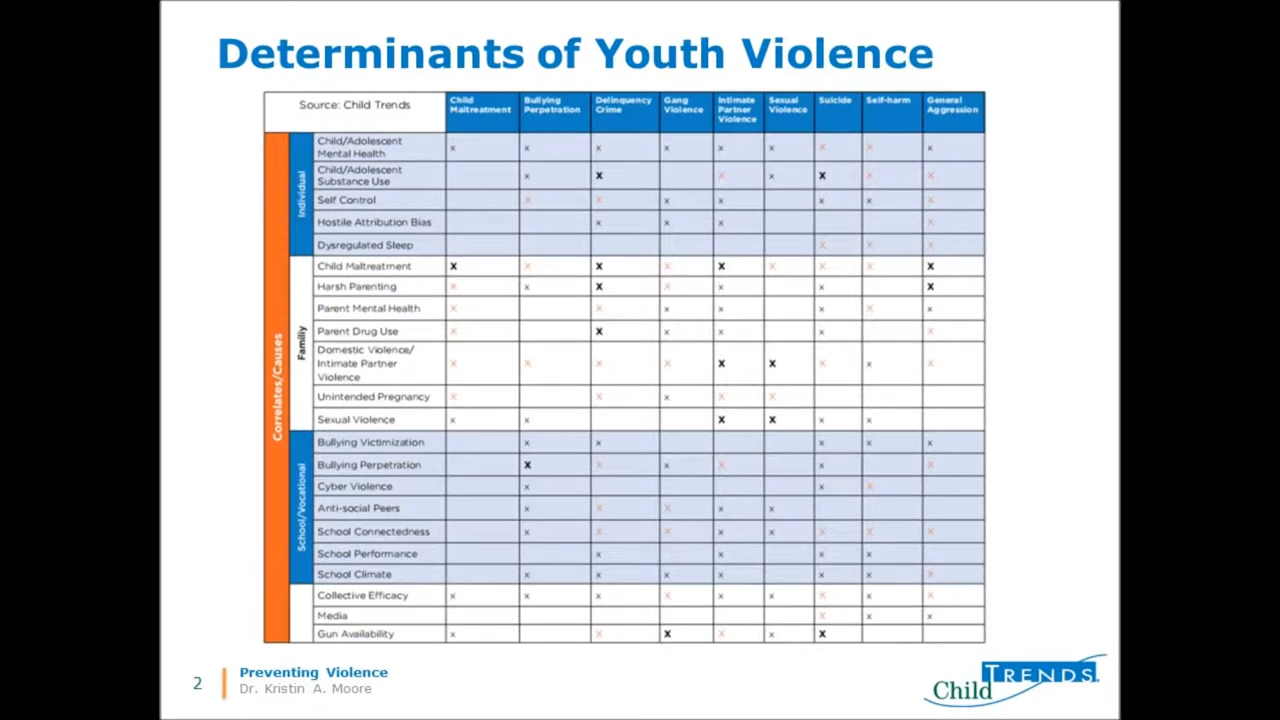 Determinants of Youth Violence
Source: Child Trends
Child Maltreatment
Bullying Perpetration
Delinquency Crime
Gang Violence
Intimate Partner Violence
Sexual Violence
Suicide
Self-harm
General Aggression
Correlates/Causes
Individual
Child/Adolescent
Mental Health x x x x x x x x x
Child/Adolescent
Substance Use x X x x X x x
Self Control x x x x x x x
Hostile Attribution Bias x x x x
Dysregulated Sleep x x x
Familiy
Child Maltreatment X x X x X x x x X
Harsh Parenting x x X x x x X
Parent Mental Health x x x x x x x
Parent Drug Use x X x x x x
Domestic Violence/
Intimate Partner
Violence x x x x X X x x x
Unintended Pregnancy x x x x x
Sexual Violence x x X X x x
School/Vocational
Bullying Victimization x x x x x
Bullying Perpetration X x x x x x
Cyber Violence x x x
Anti-social Peers x x x x x
School Connectedness x x x x x x x x
School Performance x x x x
School Climate x x x x x x x
Collective Efficacy x x x x x x x x x
Media x x x
Gun Availability x x X x x X
2
Preventing Violence
Dr. Kristin A. Moore
Child TRENDS®